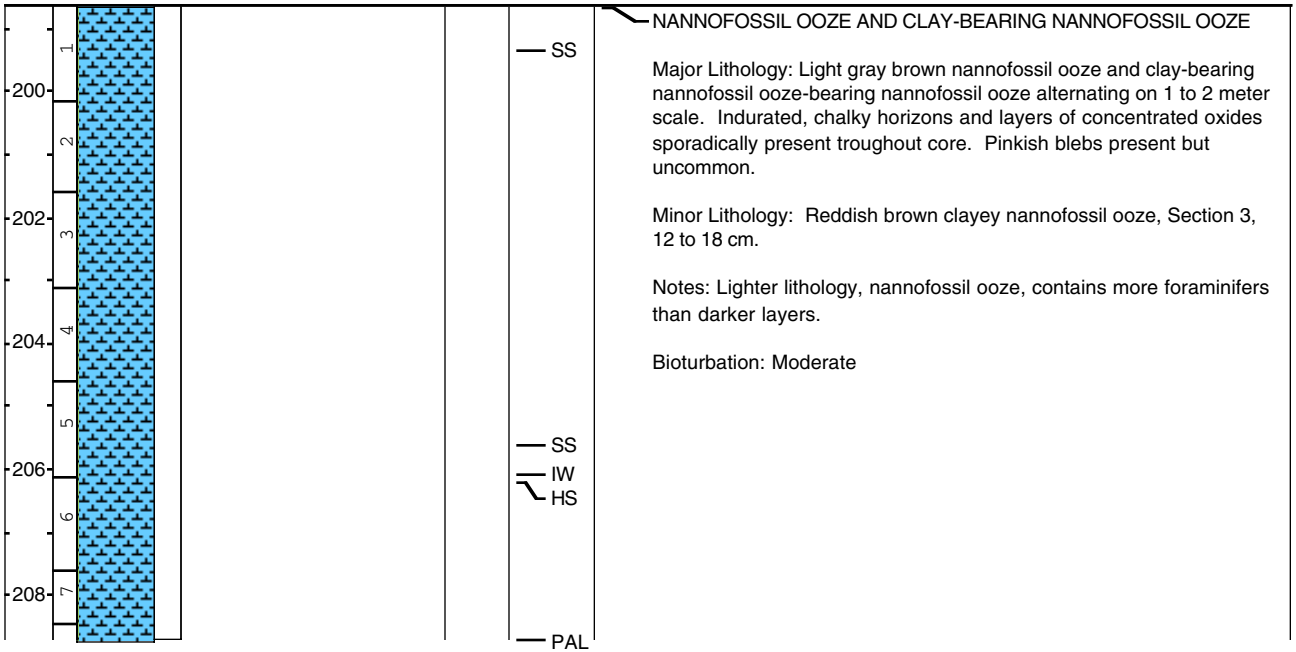 NANNOFOSSIL OOZE AND CLAY-BEARING NANNOFOSSIL OOZE
Major Lithology: Light gray brown nannofossil ooze and clay-bearing
nannofossil ooze-bearing nannofossil ooze alternating on 1 to 2 meter
scale. Indurated, chalky horizons and layers of concentrated oxides
sporadically present troughout core. Pinkish blebs present but
uncommon.
Minor Lithology: Reddish brown clayey nannofossil ooze, Section 3,
12 to 18 cm.
Notes: Lighter lithology, nannofossil ooze, contains more foraminifers
than darker layers.
Bioturbation: Moderate
200
202
204
206
208
1
2
3
4
5
6
7
SS
SS
IW
HS
PAL